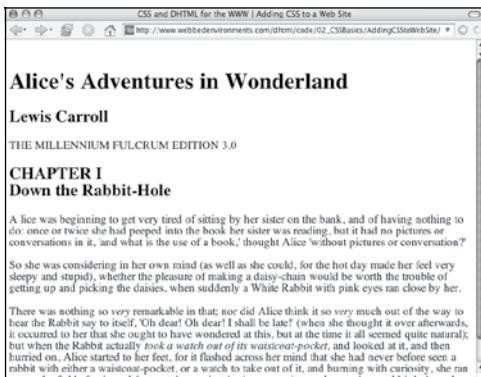 CSS and DHTML for the WWW | Adding CSS to a Web Site
http://www.webbedenvironments.com/dhtml/code/02_CSSBasics/AddingCSStoWebSite/
Alice's Adventures in Wonderland
Lewis Carroll
THE MILLENNIUM FULCRUM EDITION 3.0
CHAPTER I
Down the Rabbit-Hole
A lice was beginning to get very tired of sitting by her sister on the bank, and of having nothing to
do: once or twice she had peeped into the book her sister was reading, but it had no pictures or
conversations in it, 'and what is the use of a book,' thought Alice 'without pictures or conversation?'
So she was considering in her own mind (as well as she could, for the hot day made her feel very
sleepy and stupid), whether the pleasure of making a daisy-chain would be worth the trouble of
getting up and picking the daisies, when suddenly a White Rabbit with pink eyes ran close by her.
There was nothing so very remarkable in that; nor did Alice think it so very much out of the way to
hear the Rabbit say to itself, 'Oh dear! Oh dear! I shall be late!' (when she thought it over afterwards,
it occurred to her that she ought to have wondered at this, but at the time it all seemed quite natural);
but when the Rabbit actually took a watch out of its waistcoat-pocket, and looked at it, and then
hurried on, Alice started to her feet, for it flashed across her mind that she had never before seen a
rabbit with either a waistcoat-pocket, or a watch to take out of it, and burning with curiosity, she ran